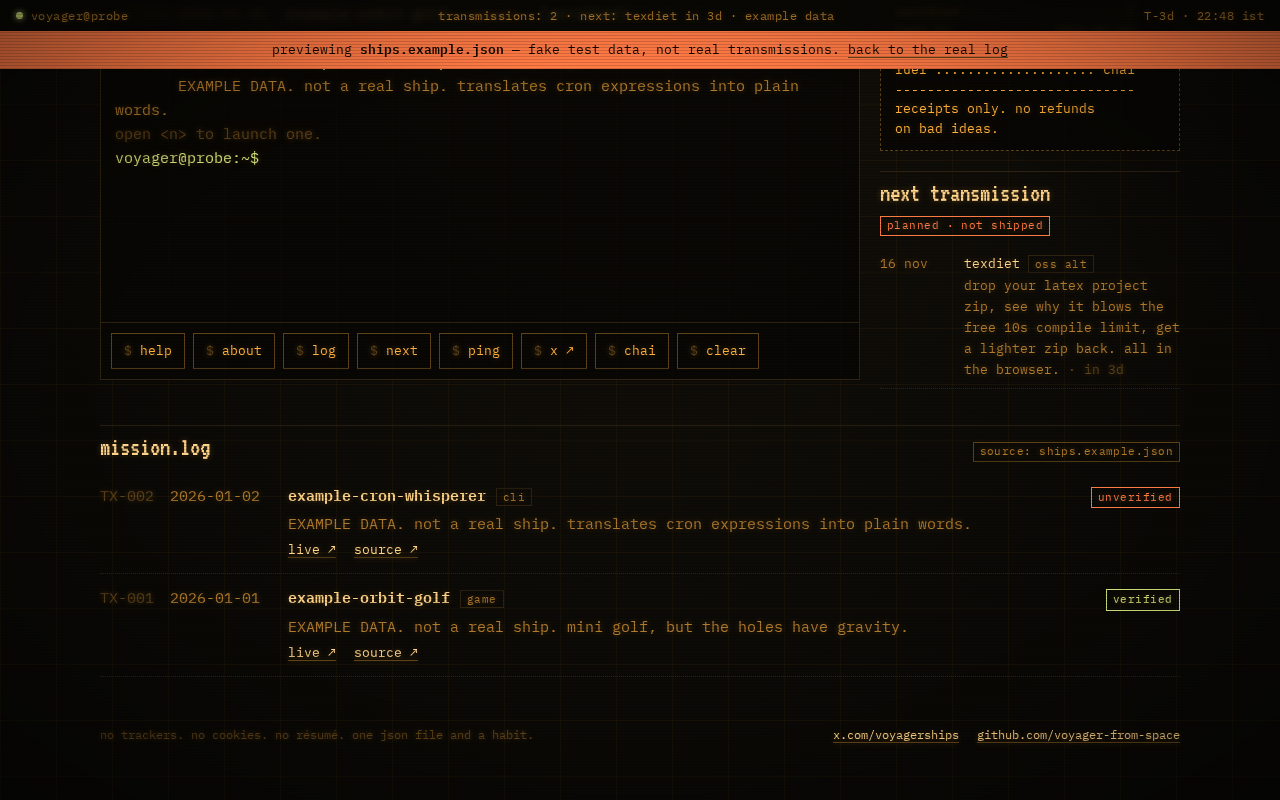 voyager@probe
transmissions: 2 · next: texdiet in 3d · example data
T-3d · 22:48 ist
previewing ships.example.json — fake test data, not real transmissions. back to the real log
EXAMPLE DATA. not a real ship. translates cron expressions into plain
words.
open <n> to launch one.
voyager@probe:~$
$ help
$ about
$ log
$ next
$ ping
$ x ↗
$ chai
$ clear
fuel .................... chai
------------------------------
receipts only. no refunds
on bad ideas.
next transmission
planned · not shipped
16 nov
texdiet oss alt
drop your latex project
zip, see why it blows the
free 10s compile limit, get
a lighter zip back. all in
the browser. · in 3d
mission.log
source: ships.example.json
TX-002 2026-01-02 example-cron-whisperer cli unverified
EXAMPLE DATA. not a real ship. translates cron expressions into plain words.
live ↗ source ↗
TX-001 2026-01-01 example-orbit-golf game verified
EXAMPLE DATA. not a real ship. mini golf, but the holes have gravity.
live ↗ source ↗
no trackers. no cookies. no résumé. one json file and a habit.
x.com/voyagerships github.com/voyager-from-space